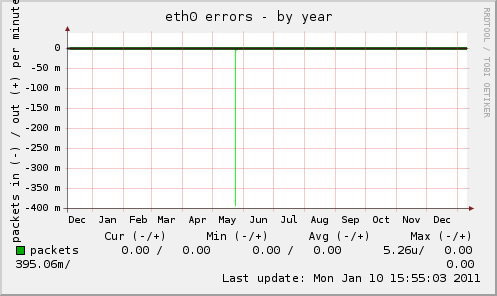 eth0 errors - by year
RRDTOOL / TOBI OETIKER
packets in (-) / out (+) per minute
0
-50 m
-100 m
-150 m
-200 m
-250 m
-300 m
-350 m
-400 m
Dec Jan Feb Mar Apr May Jun Jul Aug Sep Oct Nov Dec
Cur (-/+) Min (-/+) Avg (-/+) Max (-/+)
packets 0.00 / 0.00 0.00 / 0.00 5.26u/ 0.00
395.06m/ 0.00
Last update: Mon Jan 10 15:55:03 2011